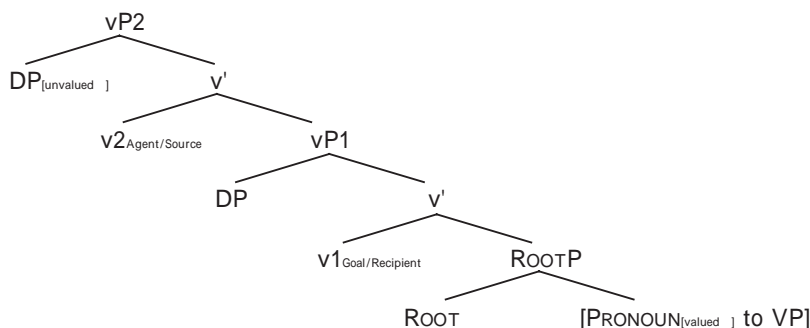 vP2
DP[unvalued ] v'
v2Agent/Source vP1
DP v'
v1Goal/Recipient ROOTP
ROOT [PRONOUN[valued ] to VP]